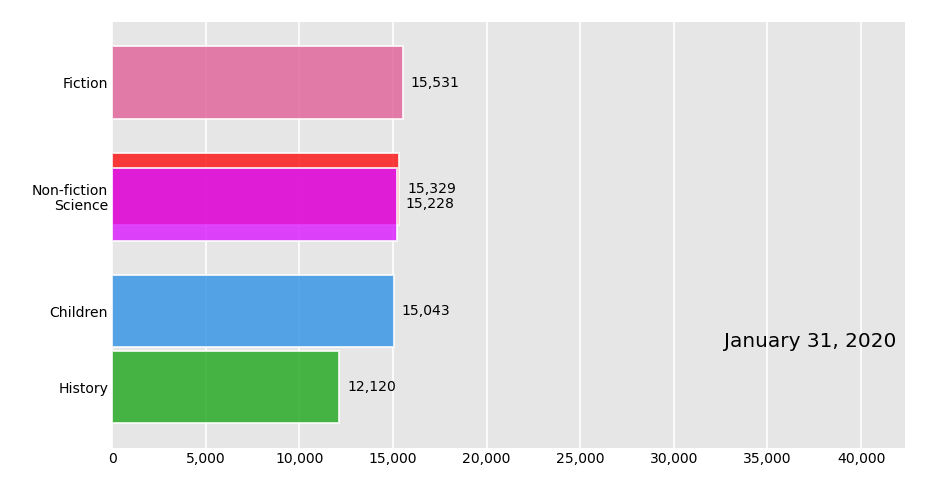 Fiction
15,531
Non-fiction
15,329
Science
15,228
Children
15,043
January 31, 2020
History
12,120
0 5,000 10,000 15,000 20,000 25,000 30,000 35,000 40,000